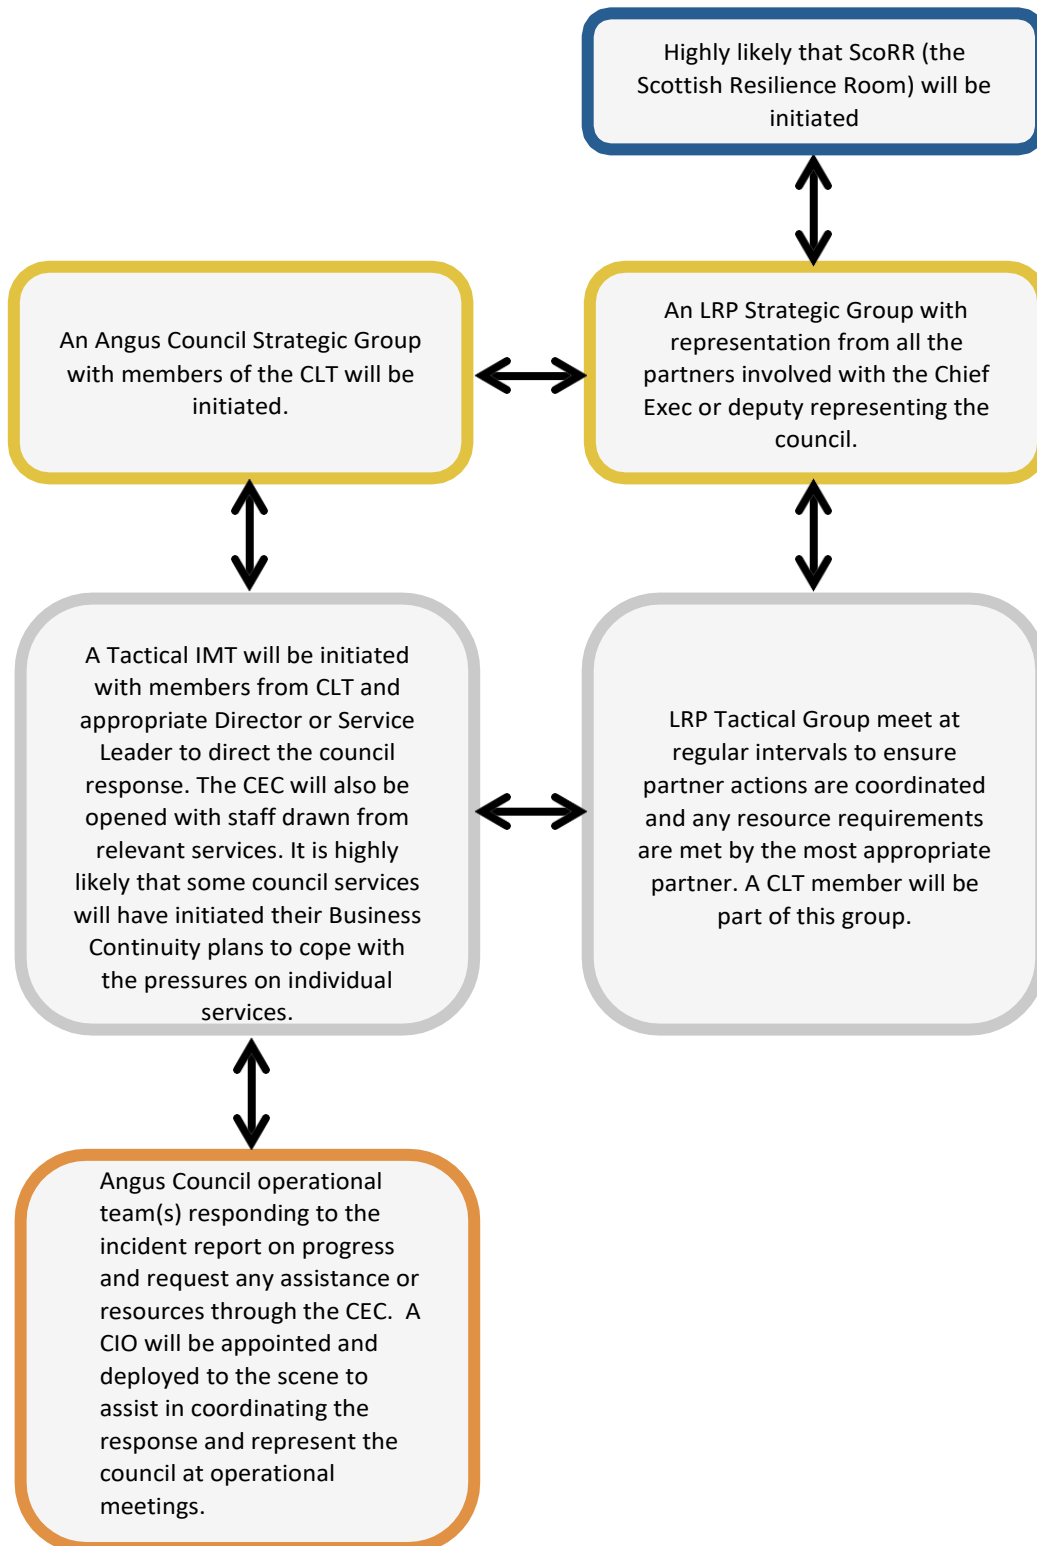 Highly likely that ScoRR (the
Scottish Resilience Room) will be
initiated
An Angus Council Strategic Group
with members of the CLT will be
initiated.
An LRP Strategic Group with
representation from all the
partners involved with the Chief
Exec or deputy representing the
council.
A Tactical IMT will be initiated
with members from CLT and
appropriate Director or Service
Leader to direct the council
response. The CEC will also be
opened with staff drawn from
relevant services. It is highly
likely that some council services
will have initiated their Business
Continuity plans to cope with
the pressures on individual
services.
LRP Tactical Group meet at
regular intervals to ensure
partner actions are coordinated
and any resource requirements
are met by the most appropriate
partner. A CLT member will be
part of this group.
Angus Council operational
team(s) responding to the
incident report on progress
and request any assistance or
resources through the CEC.  A
CIO will be appointed and
deployed to the scene to
assist in coordinating the
response and represent the
council at operational
meetings.